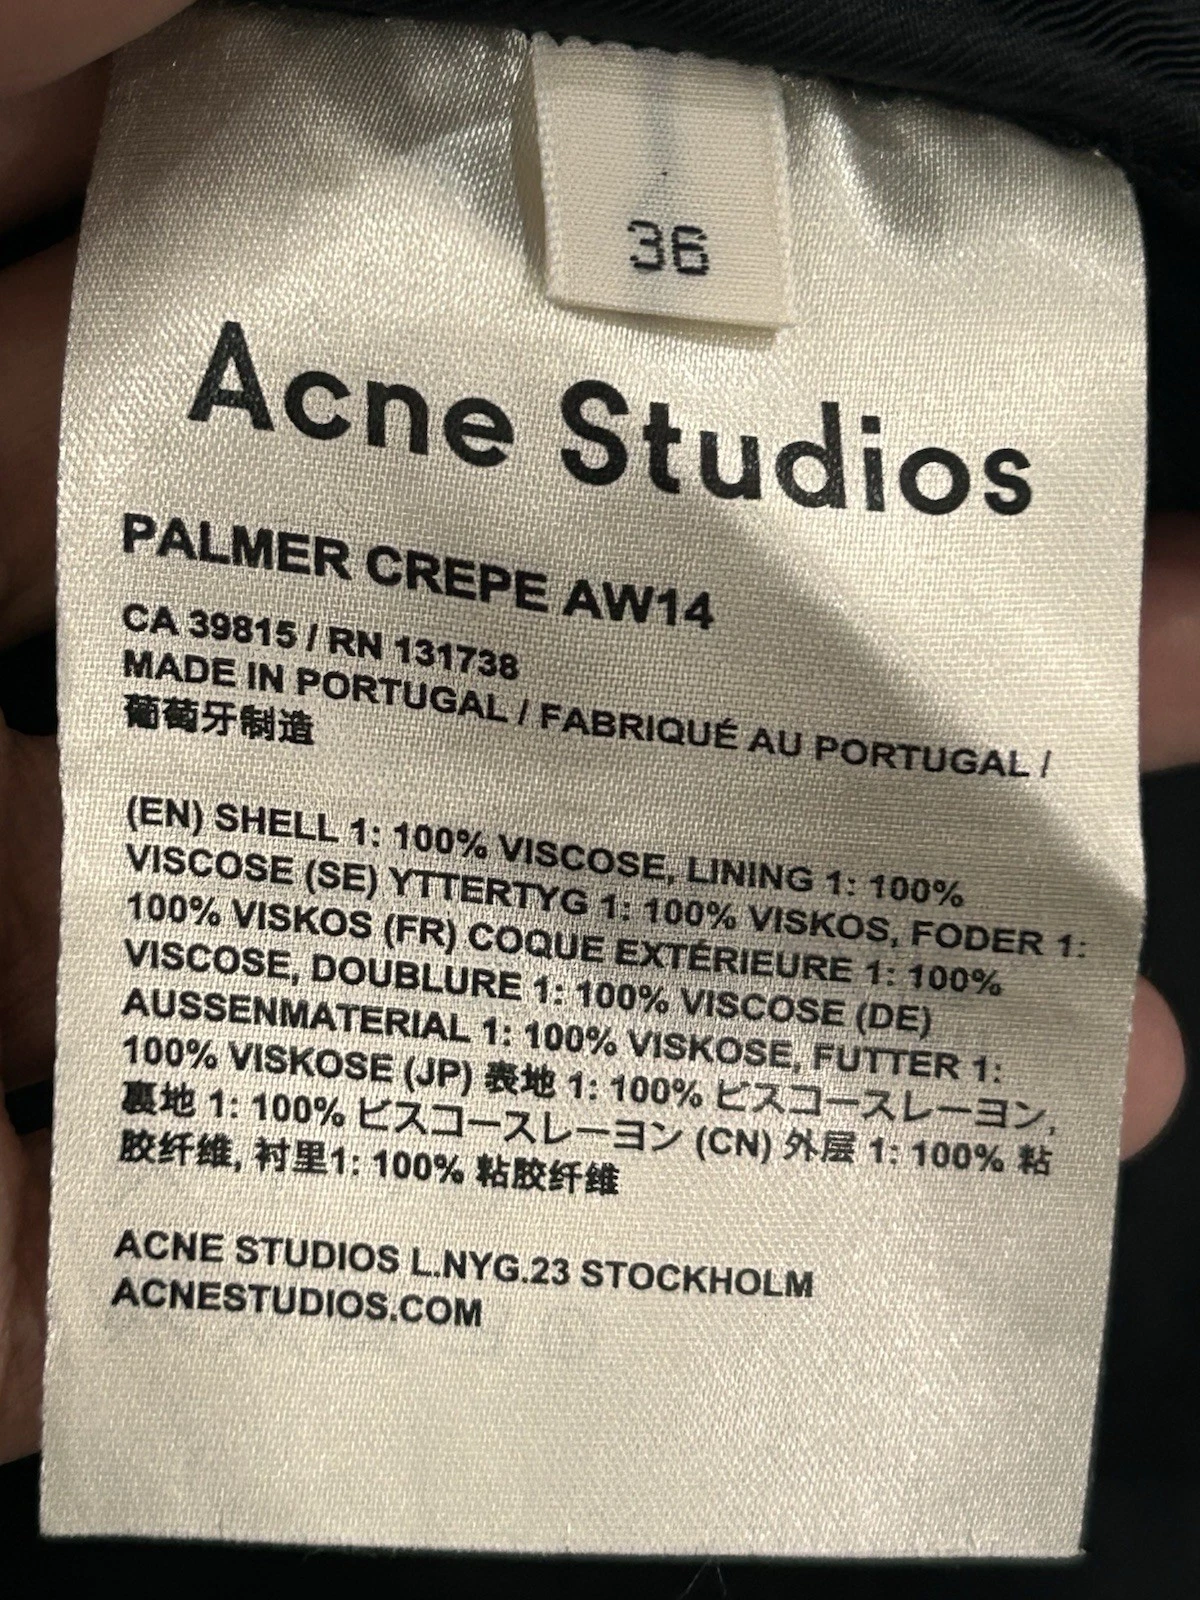 36
Acne Studios
PALMER CREPE AW14
CA 39815 / RN 131738
MADE IN PORTUGAL / FABRIQUÉ AU PORTUGAL /
葡萄牙制造
(EN) SHELL 1: 100% VISCOSE, LINING 1: 100%
VISCOSE (SE) YTTERTYG 1: 100% VISKOS, FODER 1:
100% VISKOS (FR) COQUE EXTÉRIEURE 1: 100%
VISCOSE, DOUBLURE 1: 100% VISCOSE (DE)
AUSSENMATERIAL 1: 100% VISKOSE, FUTTER 1:
100% VISKOSE (JP) 表地 1: 100% ビスコースレーヨン,
裏地 1: 100% ビスコースレーヨン (CN) 外层 1: 100% 粘
胶纤维, 衬里1: 100% 粘胶纤维
ACNE STUDIOS L.NYG.23 STOCKHOLM
ACNESTUDIOS.COM